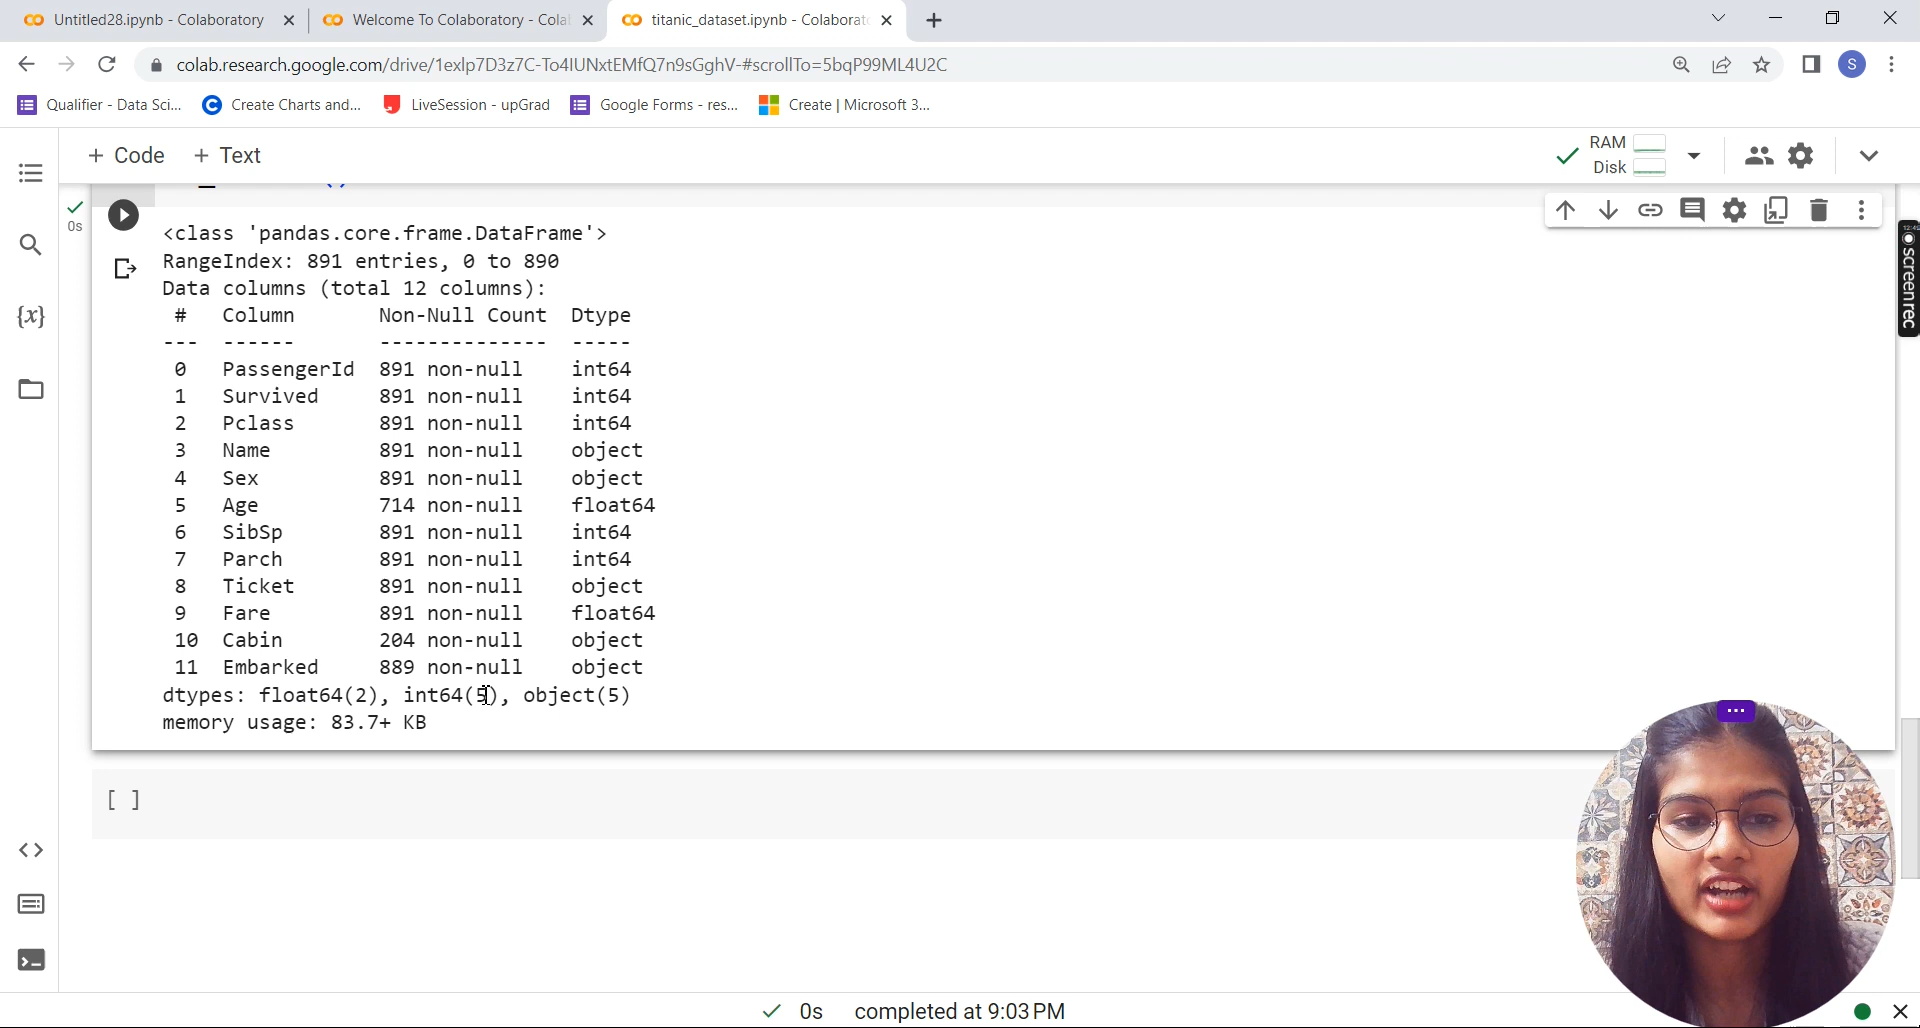 Untitled28.ipynb - Colaboratory
Welcome To Colaboratory - Cola
titanic_dataset.ipynb - Colaborat
colab.research.google.com/drive/1exlp7D3z7C-To4IUNxtEMfQ7n9sGghV-#scrollTo=5bqP99ML4U2C
S
Qualifier - Data Sci...
Create Charts and...
LiveSession - upGrad
Google Forms - res...
Create | Microsoft 3...
+ Code + Text
RAM
Disk
0s
<class 'pandas.core.frame.DataFrame'>
RangeIndex: 891 entries, 0 to 890
Data columns (total 12 columns):
# Column Non-Null Count Dtype
--- ------ -------------- -----
0 PassengerId 891 non-null int64
1 Survived 891 non-null int64
2 Pclass 891 non-null int64
3 Name 891 non-null object
4 Sex 891 non-null object
5 Age 714 non-null float64
6 SibSp 891 non-null int64
7 Parch 891 non-null int64
8 Ticket 891 non-null object
9 Fare 891 non-null float64
10 Cabin 204 non-null object
11 Embarked 889 non-null object
dtypes: float64(2), int64(5), object(5)
memory usage: 83.7+ KB
[ ]
screenrec
0s completed at 9:03 PM